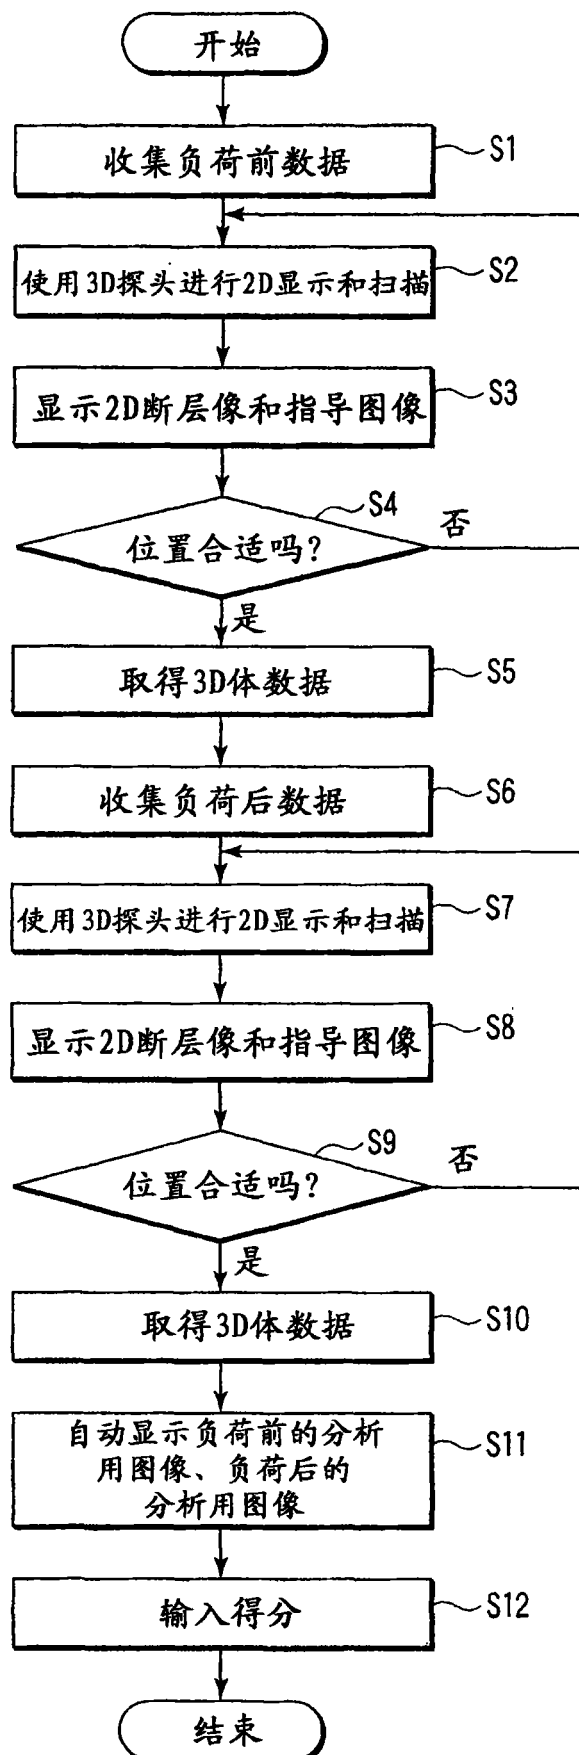 开始
收集负荷前数据
S1
使用3D探头进行2D显示和扫描
S2
显示2D断层像和指导图像
S3
位置合适吗?
S4
否
是
取得3D体数据
S5
收集负荷后数据
S6
使用3D探头进行2D显示和扫描
S7
显示2D断层像和指导图像
S8
位置合适吗?
S9
否
是
取得3D体数据
S10
自动显示负荷前的分析
用图像、负荷后的
分析用图像
S11
输入得分
S12
结束